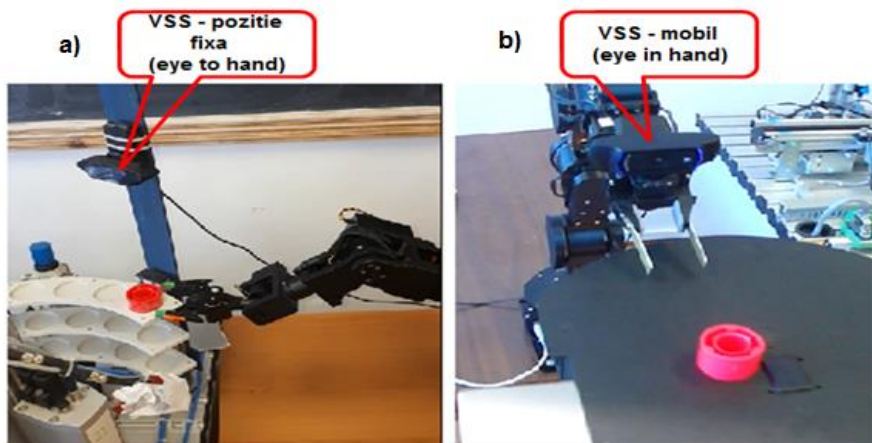 a)
VSS - pozitie
fixa
(eye to hand)
b)
VSS - mobil
(eye in hand)